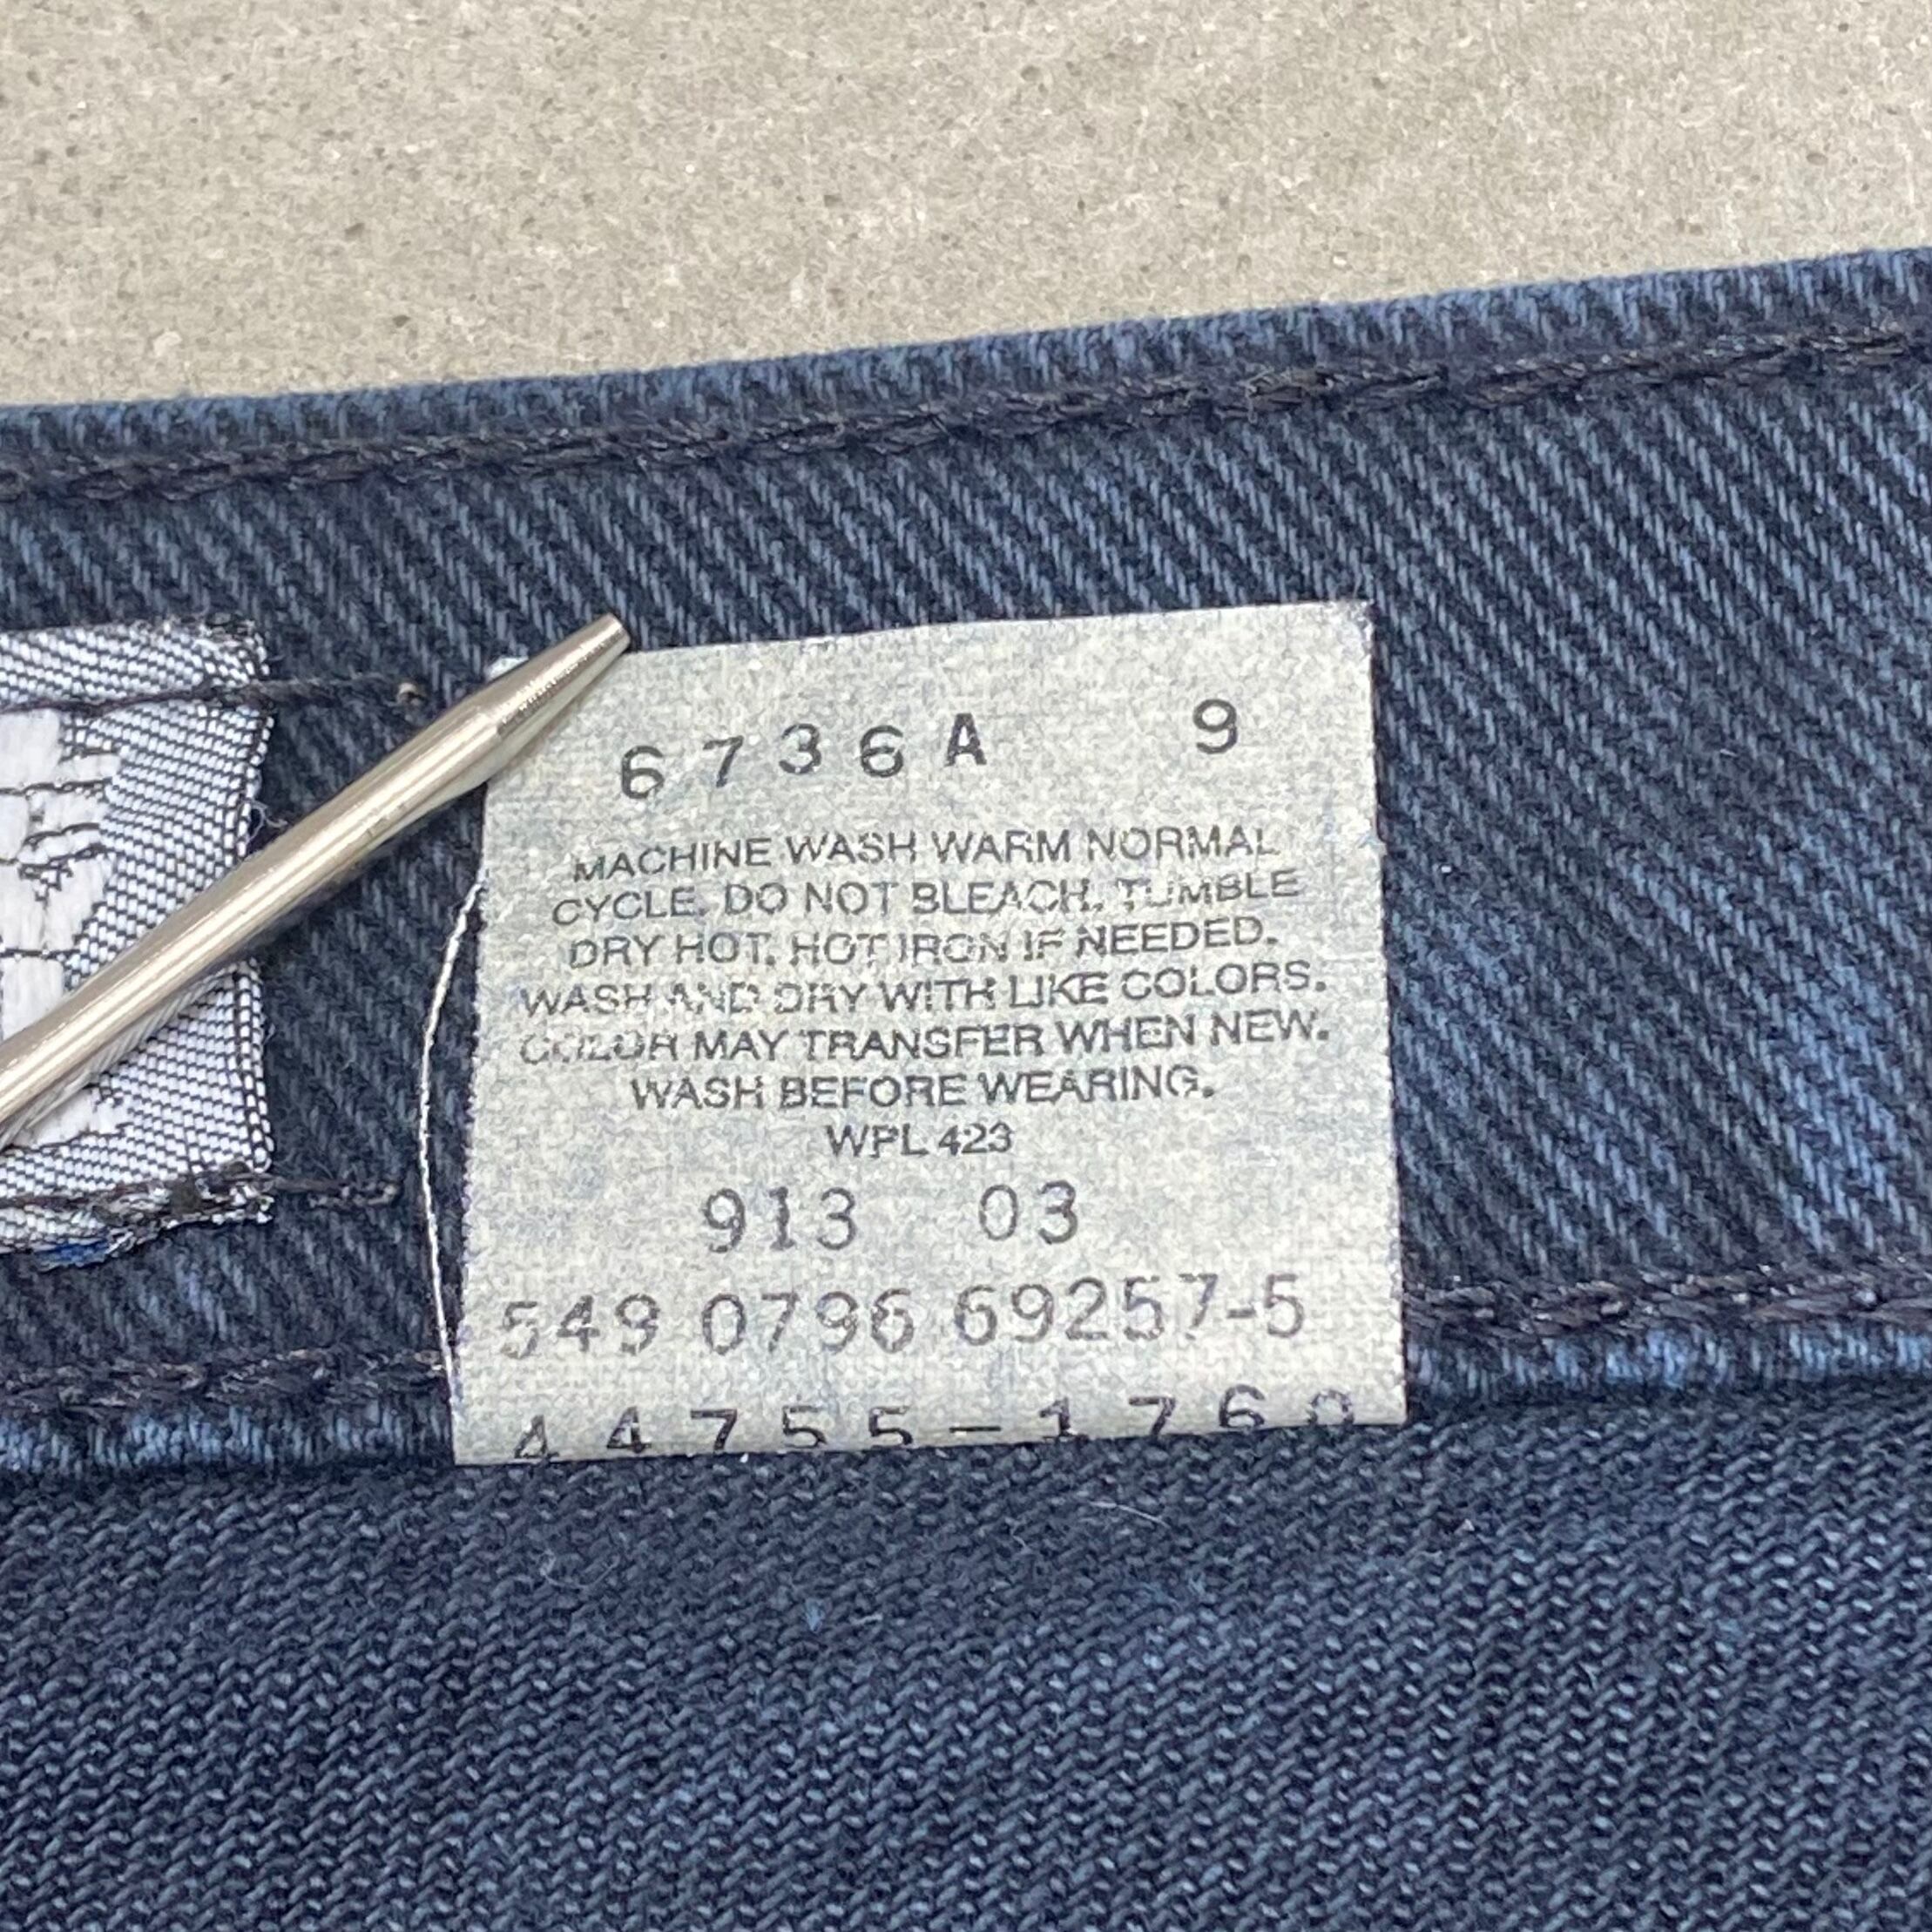 6736A 9
MACHINE WASH WARM NORMAL
CYCLE. DO NOT BLEACH. TUMBLE
DRY HOT. HOT IRON IF NEEDED.
WASH AND DRY WITH LIKE COLORS.
COLOR MAY TRANSFER WHEN NEW.
WASH BEFORE WEARING.
WPL 423
913 03
549 0796 69257-5
44755-1760